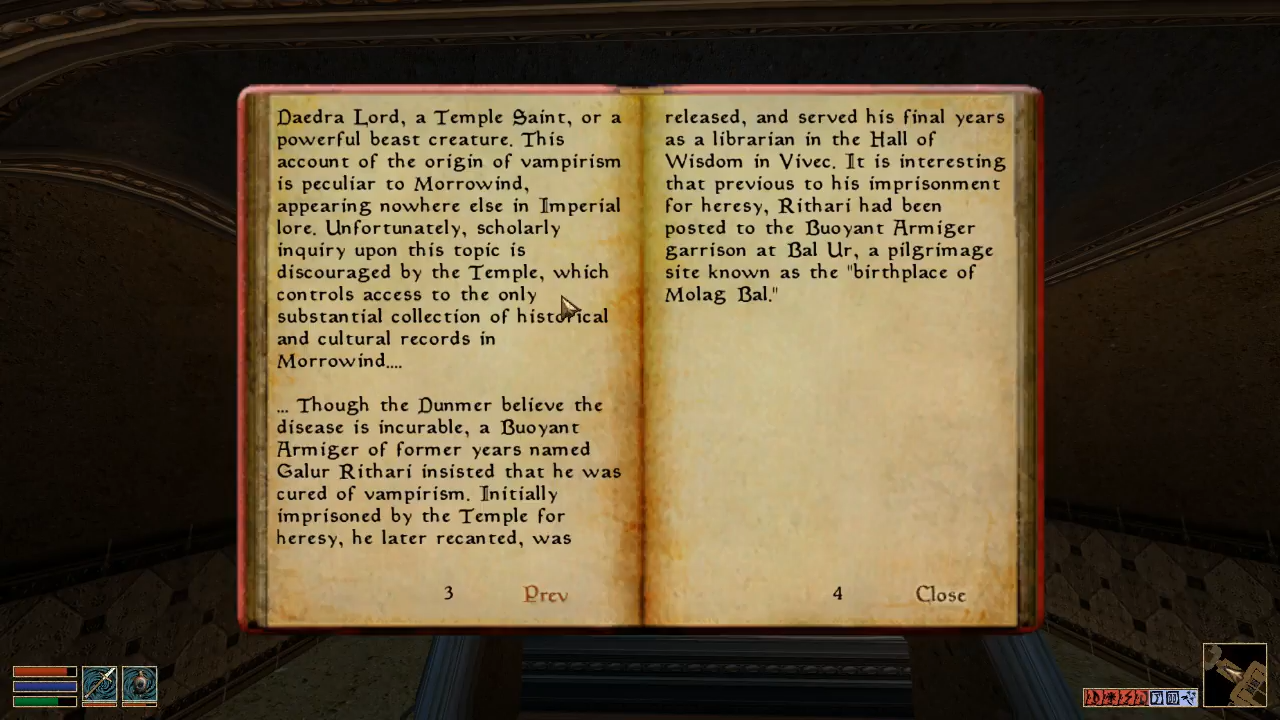 Daedra Lord, a Temple Saint, or a
powerful beast creature. This
account of the origin of vampirism
is peculiar to Morrowind,
appearing nowhere else in Imperial
lore. Unfortunately, scholarly
inquiry upon this topic is
discouraged by the Temple, which
controls access to the only
substantial collection of historical
and cultural records in
Morrowind....
... Though the Dunmer believe the
disease is incurable, a Buoyant
Armiger of former years named
Galur Rithari insisted that he was
cured of vampirism. Initially
imprisoned by the Temple for
heresy, he later recanted, was
3
Prev
released, and served his final years
as a librarian in the Hall of
Wisdom in Vivec. It is interesting
that previous to his imprisonment
for heresy, Rithari had been
posted to the Buoyant Armiger
garrison at Bal Ur, a pilgrimage
site known as the "birthplace of
Molag Bal."
4
Close